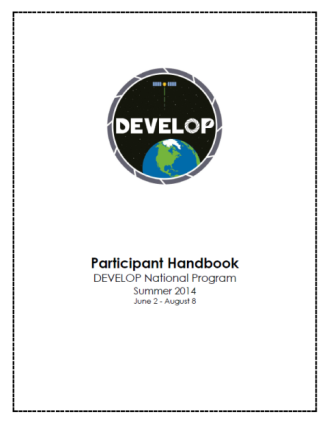 DEVELOP
Participant Handbook
DEVELOP National Program
Summer 2014
June 2 - August 8